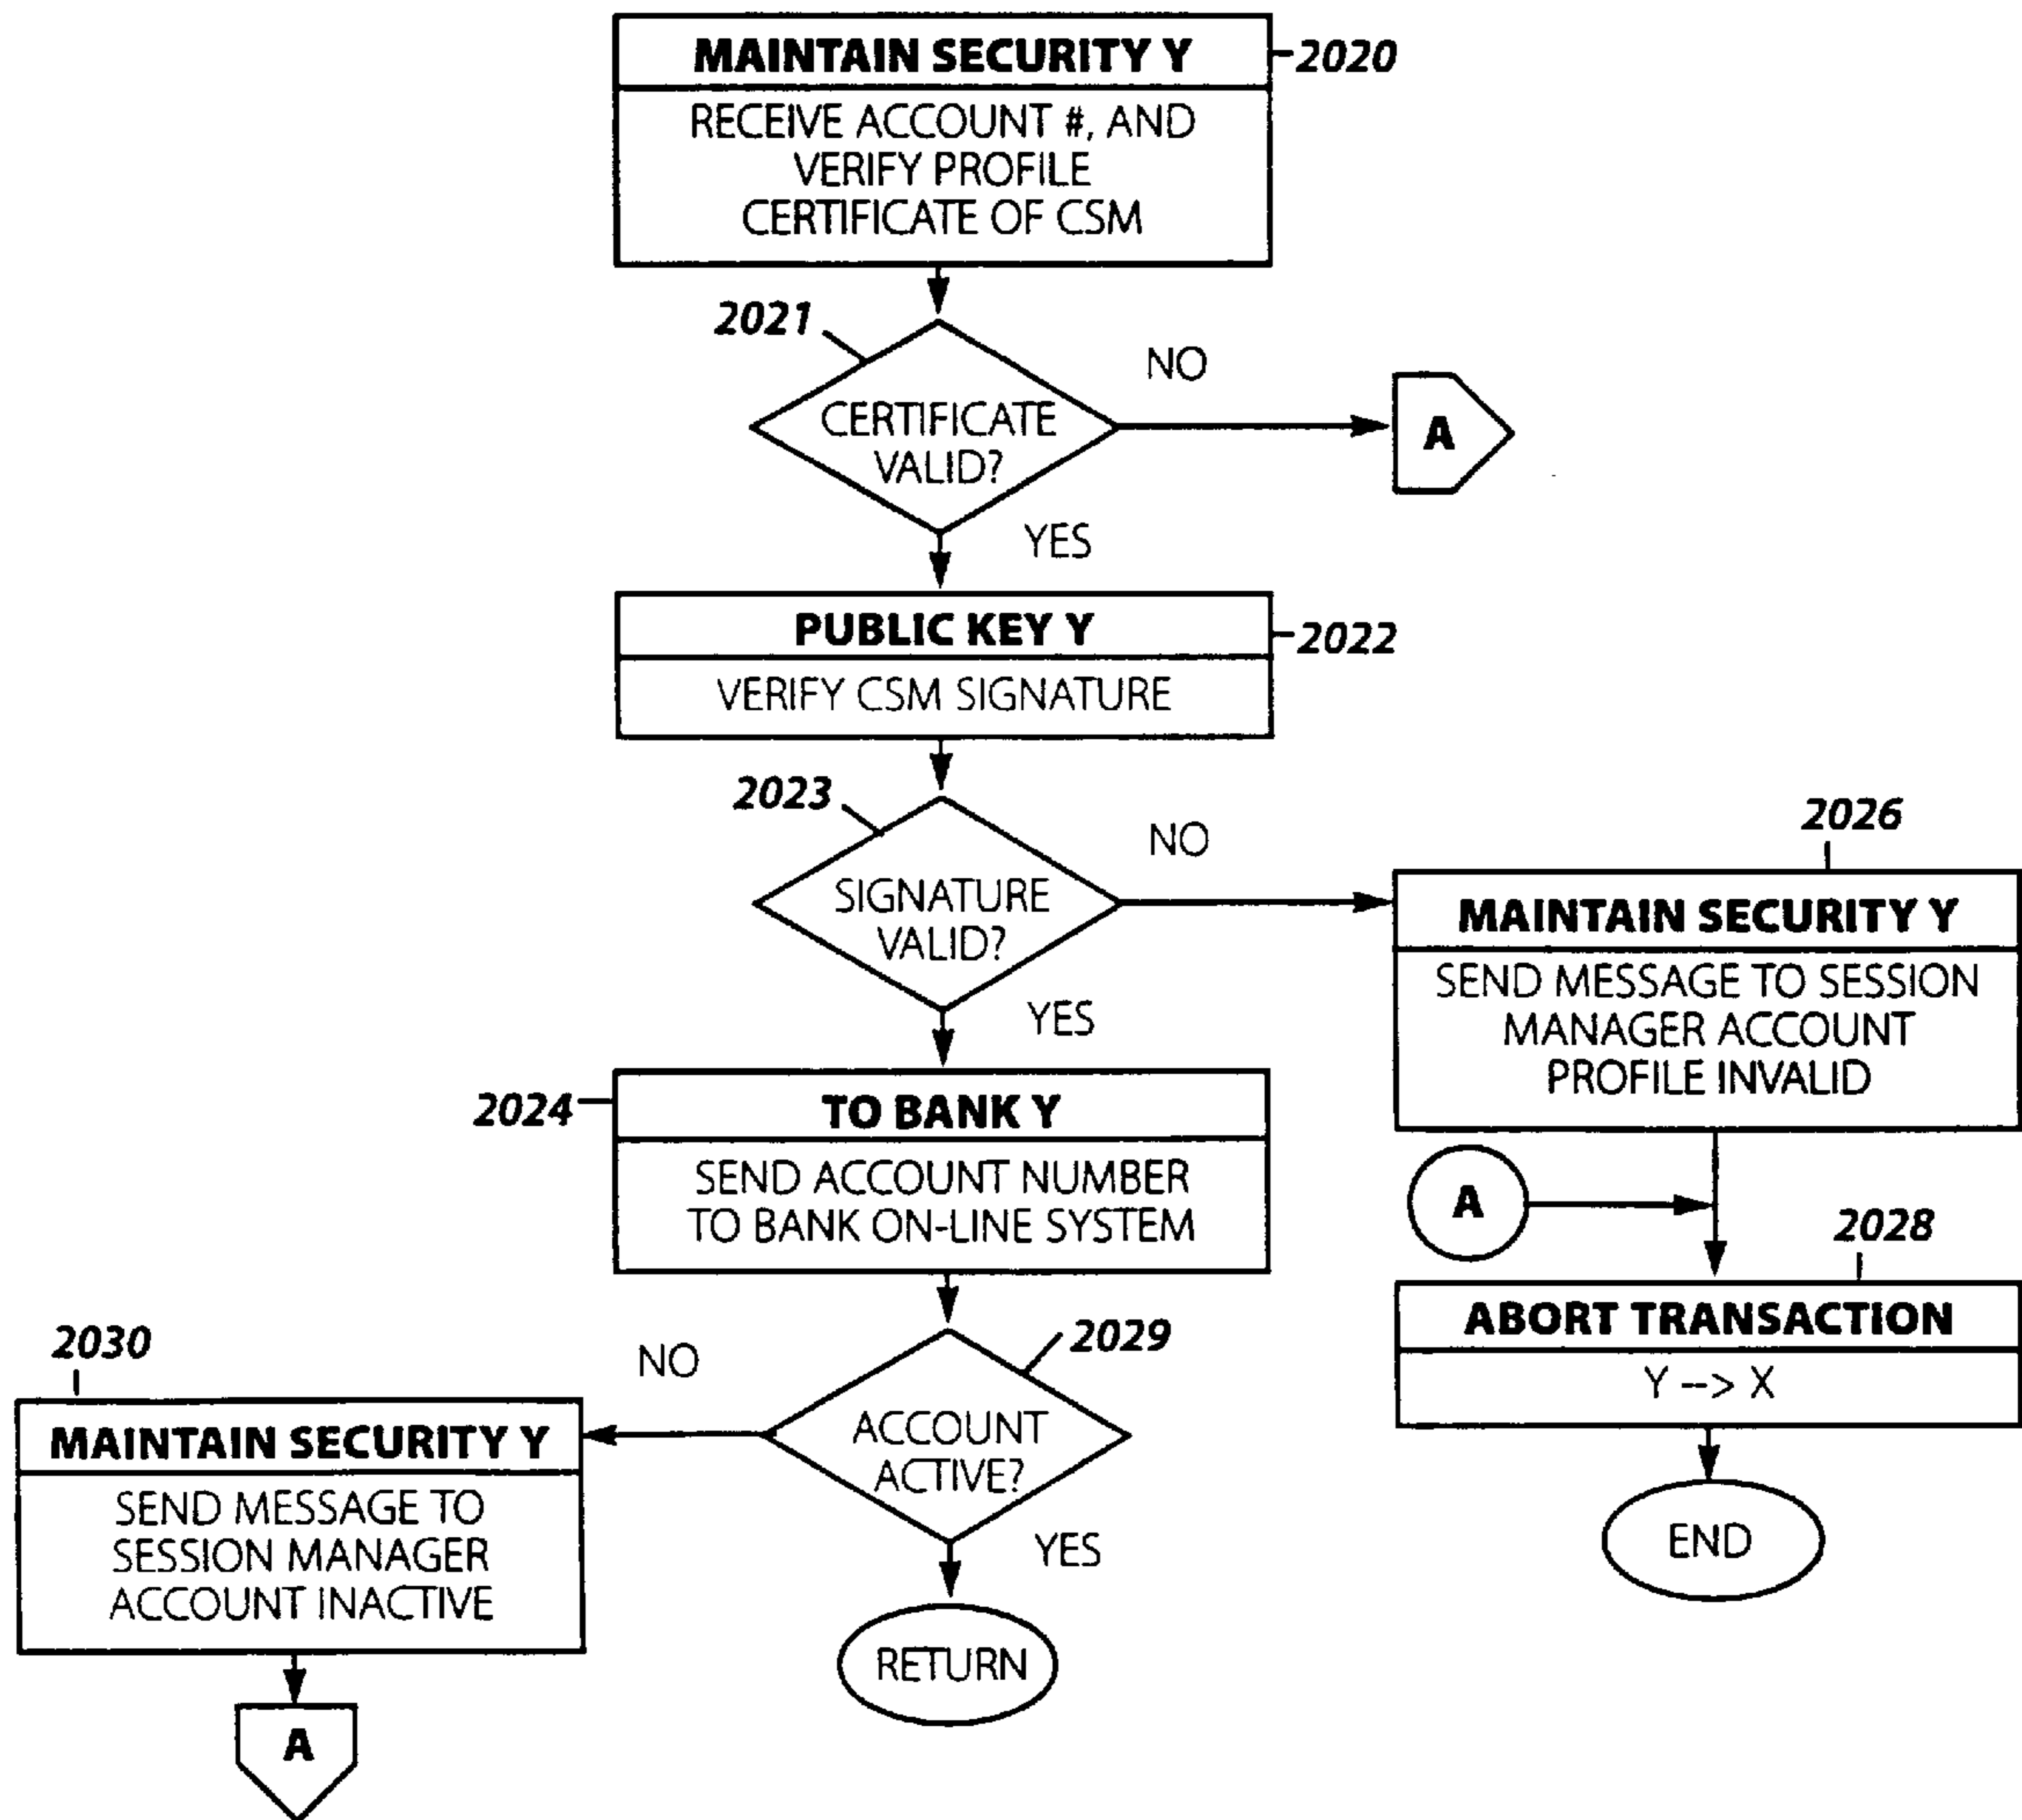 MAINTAIN SECURITY Y
2020
RECEIVE ACCOUNT #, AND
VERIFY PROFILE
CERTIFICATE OF CSM
2021
NO
CERTIFICATE
VALID?
A
YES
PUBLIC KEY Y
2022
VERIFY CSM SIGNATURE
2023
NO
SIGNATURE
VALID?
YES
2026
MAINTAIN SECURITY Y
SEND MESSAGE TO SESSION
MANAGER ACCOUNT
PROFILE INVALID
2024
TO BANK Y
SEND ACCOUNT NUMBER
TO BANK ON-LINE SYSTEM
A
2028
ABORT TRANSACTION
Y --> X
END
2029
NO
ACCOUNT
ACTIVE?
YES
RETURN
2030
MAINTAIN SECURITY Y
SEND MESSAGE TO
SESSION MANAGER
ACCOUNT INACTIVE
A